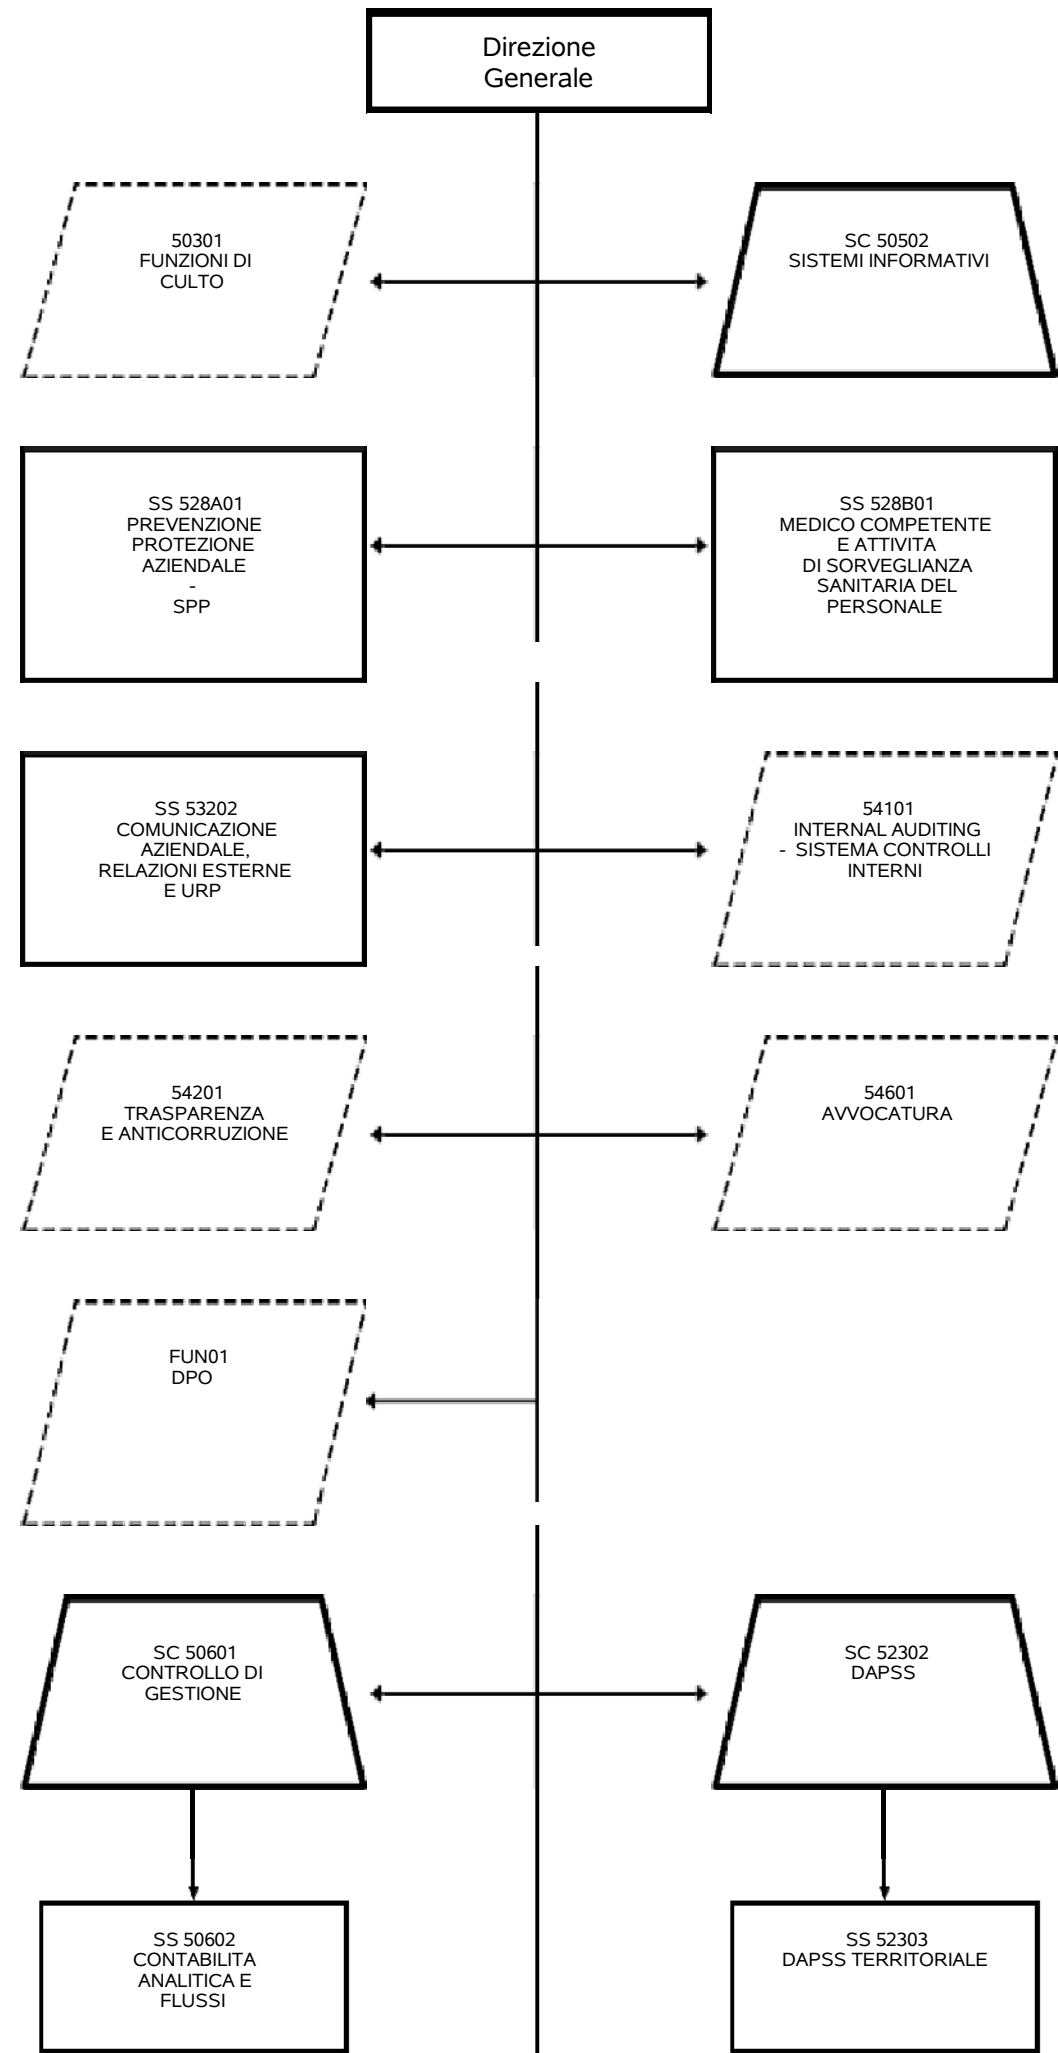 Direzione
Generale
50301
FUNZIONI DI
CULTO
SC 50502
SISTEMI INFORMATIVI
SS 528A01
PREVENZIONE
PROTEZIONE
AZIENDALE
-
SPP
SS 528B01
MEDICO COMPETENTE
E ATTIVITA
DI SORVEGLIANZA
SANITARIA DEL
PERSONALE
SS 53202
COMUNICAZIONE
AZIENDALE,
RELAZIONI ESTERNE
E URP
54101
INTERNAL AUDITING
- SISTEMA CONTROLLI
INTERNI
54201
TRASPARENZA
E ANTICORRUZIONE
54601
AVVOCATURA
FUN01
DPO
SC 50601
CONTROLLO DI
GESTIONE
SC 52302
DAPSS
SS 50602
CONTABILITA
ANALITICA E
FLUSSI
SS 52303
DAPSS TERRITORIALE